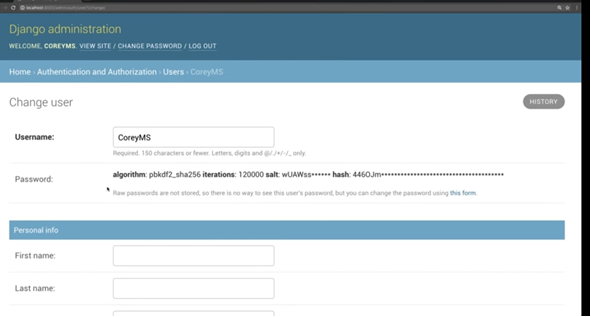 Django administration
WELCOME, COREYMS. VIEW SITE / CHANGE PASSWORD / LOG OUT
Home › Authentication and Authorization › Users › CoreyMS
Change user
HISTORY
Username:
CoreyMS
Required. 150 characters or fewer. Letters, digits and @/./+/-/_ only.
Password:
algorithm: pbkdf2_sha256 iterations: 120000 salt: wUAWss****** hash: 446OJm**************************************
Raw passwords are not stored, so there is no way to see this user's password, but you can change the password using this form.
Personal info
First name:
Last name: